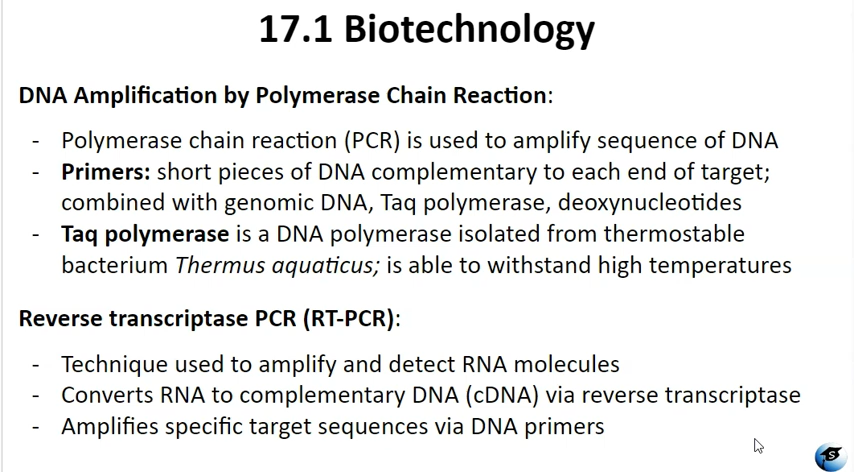 17.1 Biotechnology
DNA Amplification by Polymerase Chain Reaction:
- Polymerase chain reaction (PCR) is used to amplify sequence of DNA
- Primers: short pieces of DNA complementary to each end of target;
combined with genomic DNA, Taq polymerase, deoxynucleotides
- Taq polymerase is a DNA polymerase isolated from thermostable
bacterium Thermus aquaticus; is able to withstand high temperatures
Reverse transcriptase PCR (RT-PCR):
- Technique used to amplify and detect RNA molecules
- Converts RNA to complementary DNA (cDNA) via reverse transcriptase
- Amplifies specific target sequences via DNA primers
S